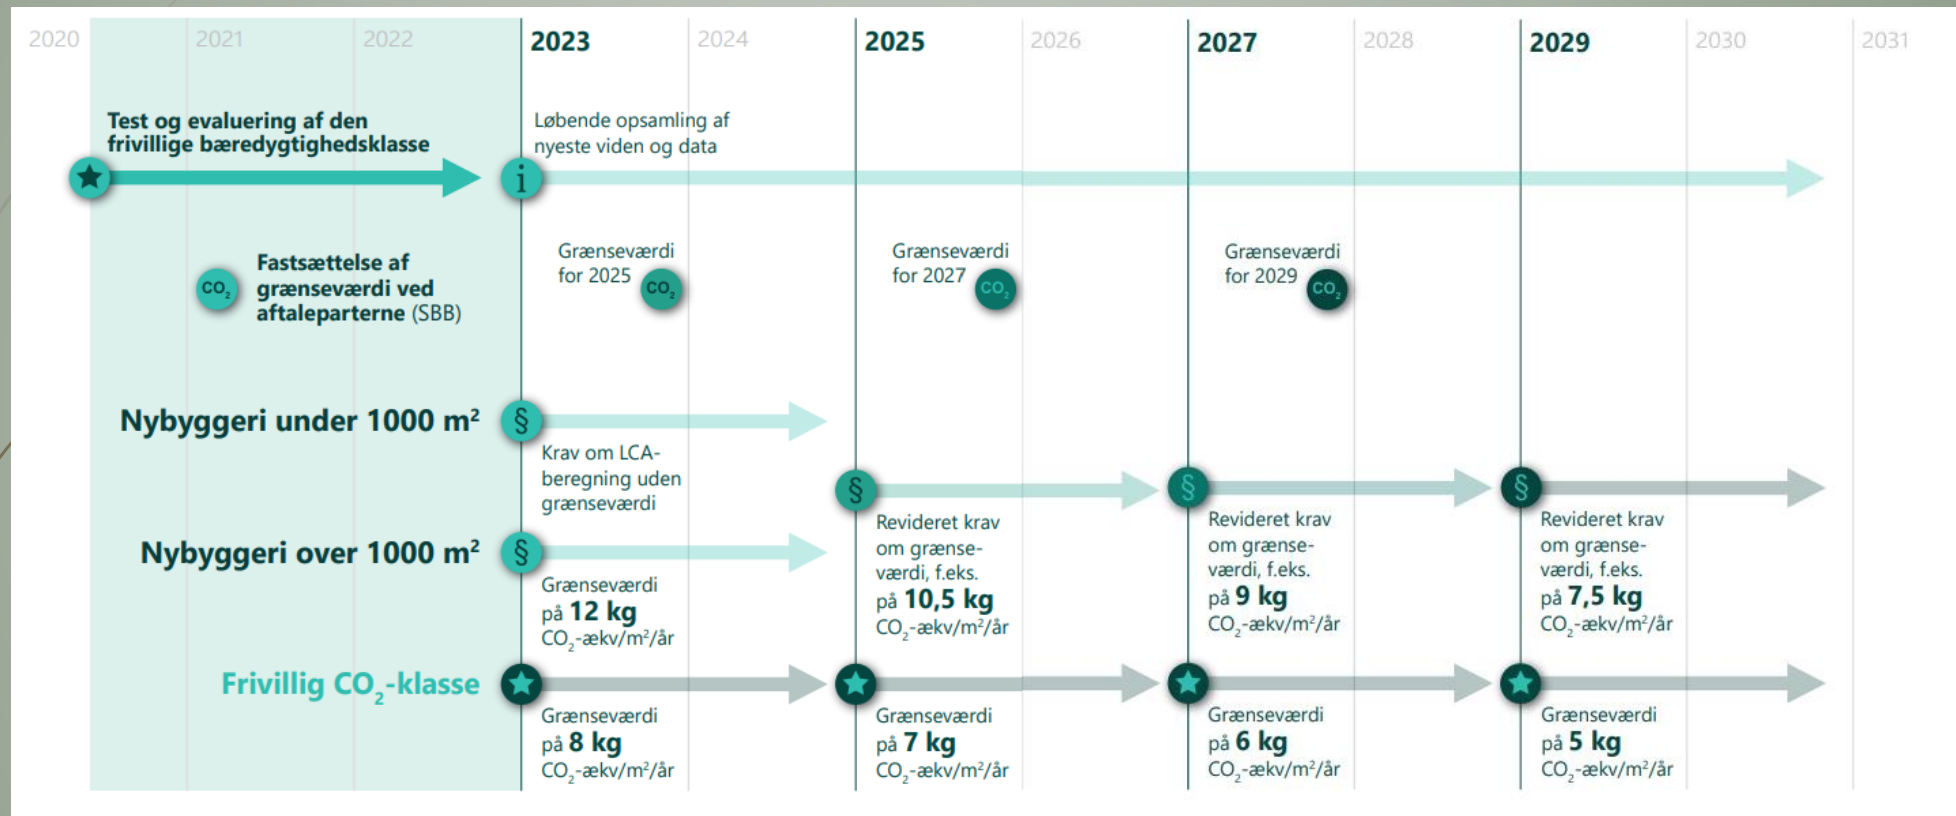 2020
2021
2022
2023
2024
2025
2026
2027
2028
2029
2030
2031
Test og evaluering af den
frivillige bæredygtighedsklasse
Løbende opsamling af
nyeste viden og data
i
CO₂
Fastsættelse af
grænseværdi ved
aftaleparterne (SBB)
Grænseværdi
for 2025
CO₂
Grænseværdi
for 2027
CO₂
Grænseværdi
for 2029
CO₂
Nybyggeri under 1000 m²
§
Krav om LCA-
beregning uden
grænseværdi
Nybyggeri over 1000 m²
§
Grænseværdi
på 12 kg
CO₂-ækv/m²/år
§
Revideret krav
om grænse-
værdi, f.eks.
på 10,5 kg
CO₂-ækv/m²/år
§
Revideret krav
om grænse-
værdi, f.eks.
på 9 kg
CO₂-ækv/m²/år
§
Revideret krav
om grænse-
værdi, f.eks.
på 7,5 kg
CO₂-ækv/m²/år
Frivillig CO₂-klasse
Grænseværdi
på 8 kg
CO₂-ækv/m²/år
Grænseværdi
på 7 kg
CO₂-ækv/m²/år
Grænseværdi
på 6 kg
CO₂-ækv/m²/år
Grænseværdi
på 5 kg
CO₂-ækv/m²/år